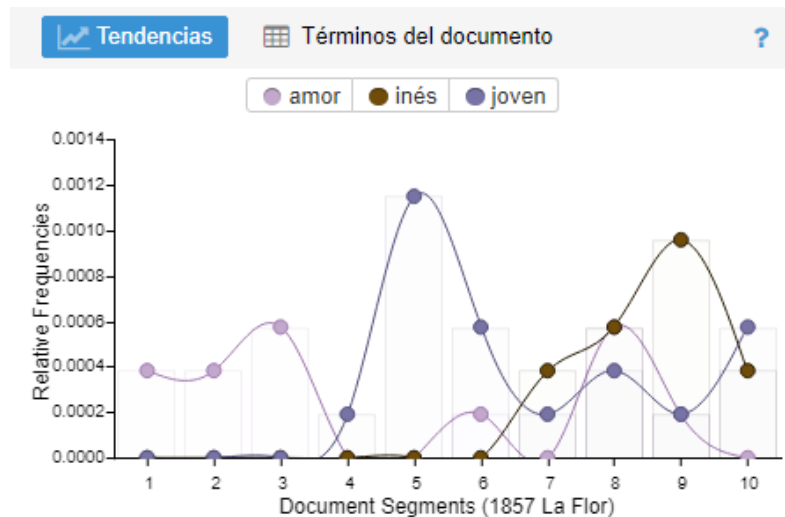 Tendencias Términos del documento ?
amor inés joven
0.0014
0.0012
0.0010
0.0008
0.0006
0.0004
0.0002
0.0000
Relative Frequencies
1 2 3 4 5 6 7 8 9 10
Document Segments (1857 La Flor)